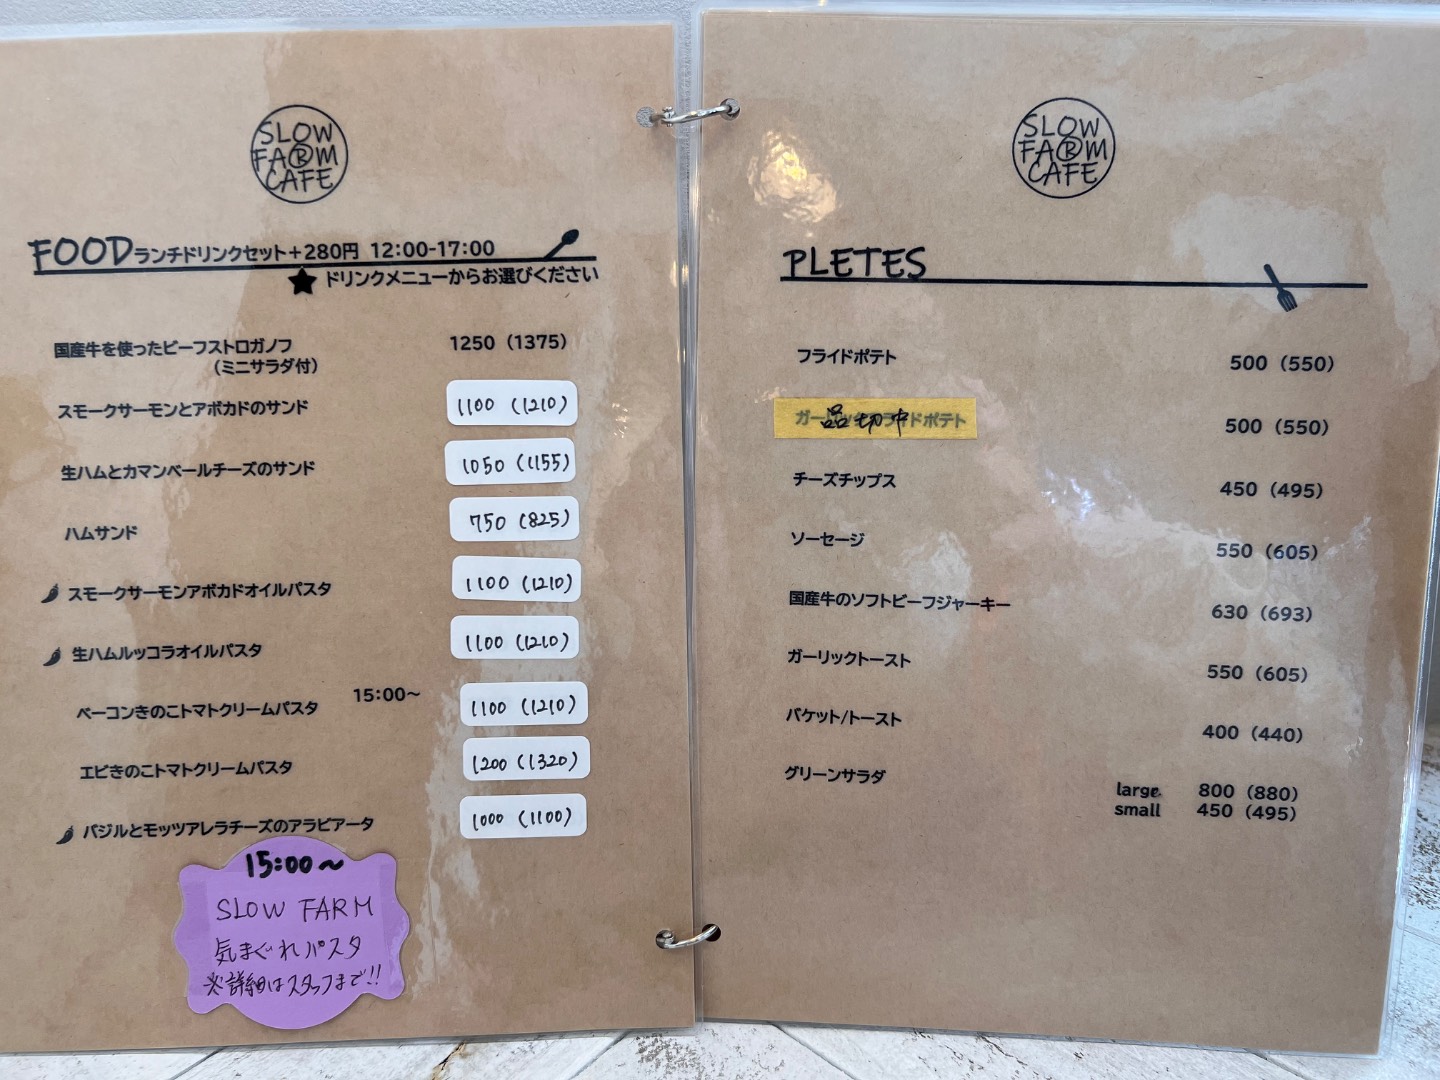 SLOW
FARM
CAFE
FOODランチドリンクセット+280円 12:00-17:00
★ドリンクメニューからお選びください
国産牛を使ったビーフストロガノフ 1250（1375）
（ミニサラダ付）
スモークサーモンとアボカドのサンド 1100（1210）
生ハムとカマンベールチーズのサンド 1050（1155）
ハムサンド 750（825）
スモークサーモンアボカドオイルパスタ 1100（1210）
生ハムルッコラオイルパスタ 1100（1210）
15:00～
ベーコンきのこトマトクリームパスタ 1100（1210）
エビきのこトマトクリームパスタ 1200（1320）
バジルとモッツアレラチーズのアラビアータ 1000（1100）
15:00～
SLOW FARM
気まぐれパスタ
※詳細はスタッフまで!!
SLOW
FARM
CAFE
PLETES
フライドポテト 500（550）
ガーリックフライドポテト 500（550）
品切中
チーズチップス 450（495）
ソーセージ 550（605）
国産牛のソフトビーフジャーキー 630（693）
ガーリックトースト 550（605）
バケット/トースト 400（440）
グリーンサラダ large 800（880）
small 450（495）